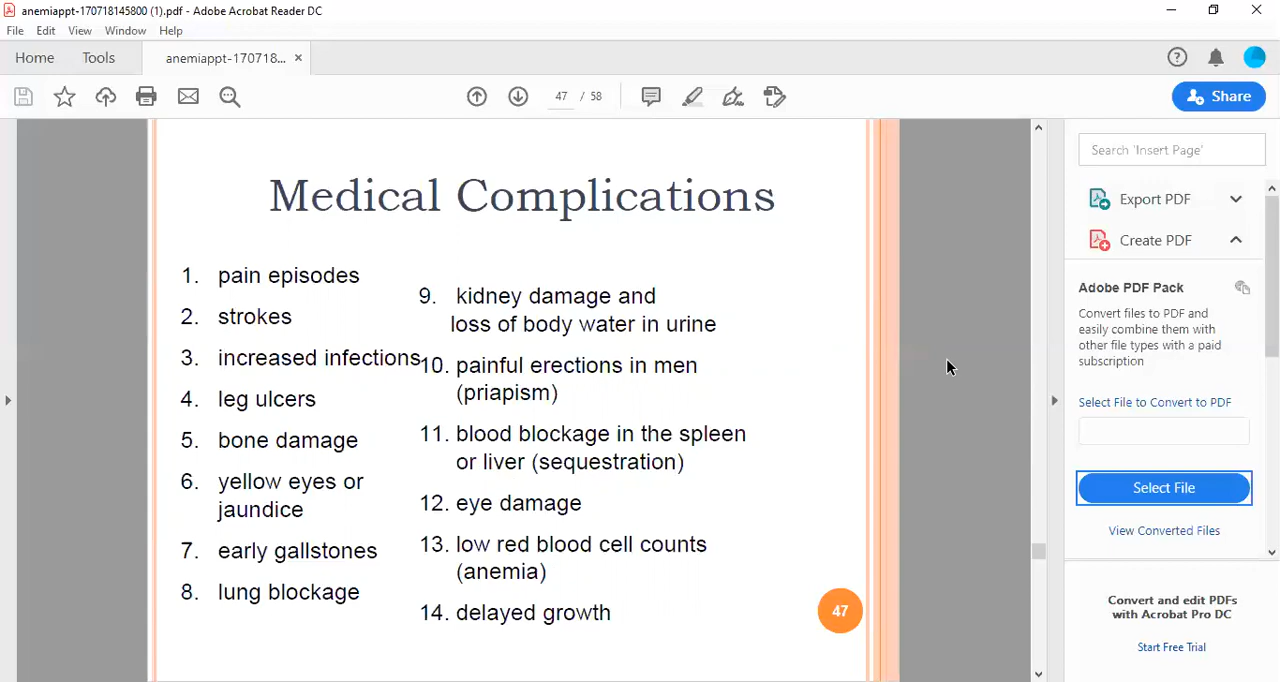 anemiappt-170718145800 (1).pdf - Adobe Acrobat Reader DC
File Edit View Window Help
Home Tools anemiappt-170718... ×
47 / 58
Share
Medical Complications
1. pain episodes
2. strokes
3. increased infections
4. leg ulcers
5. bone damage
6. yellow eyes or
jaundice
7. early gallstones
8. lung blockage
9. kidney damage and
loss of body water in urine
10. painful erections in men
(priapism)
11. blood blockage in the spleen
or liver (sequestration)
12. eye damage
13. low red blood cell counts
(anemia)
14. delayed growth
47
Search 'Insert Page'
Export PDF
Create PDF
Adobe PDF Pack
Convert files to PDF and
easily combine them with
other file types with a paid
subscription
Select File to Convert to PDF
Select File
View Converted Files
Convert and edit PDFs
with Acrobat Pro DC
Start Free Trial